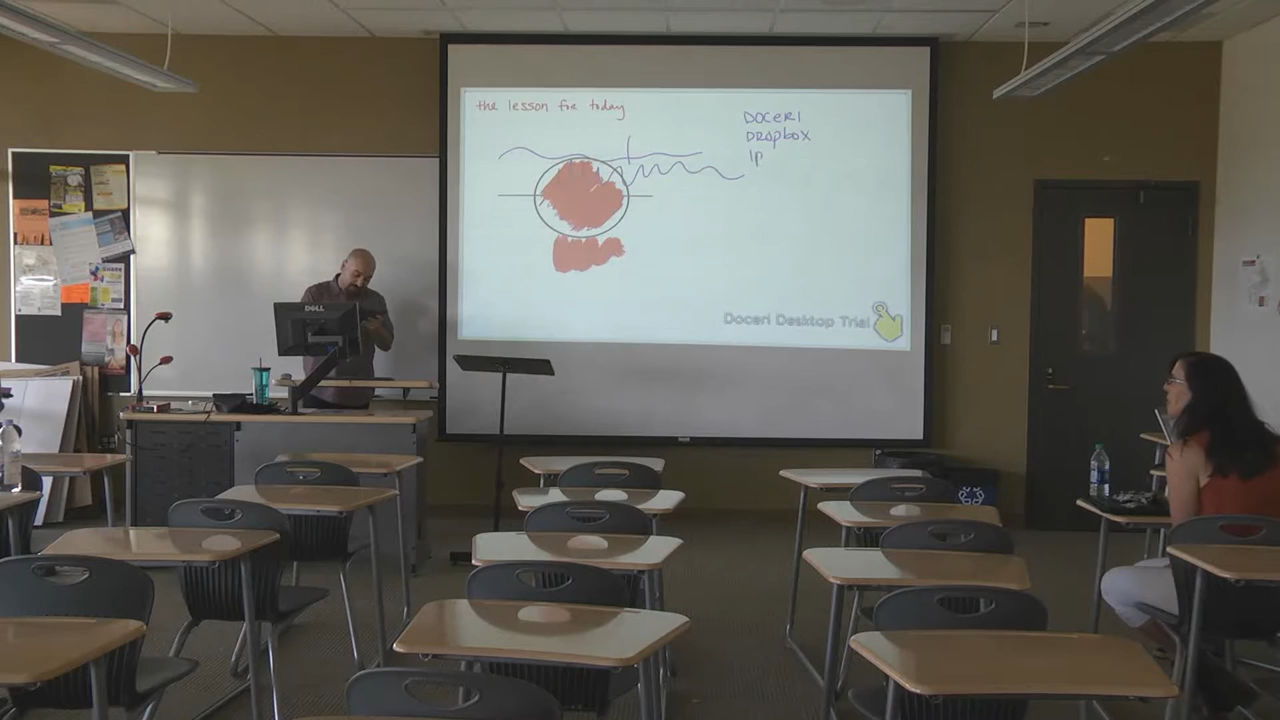 the lesson for today
DOCERI
DROPBOX
IP
Doceri Desktop Trial
DELL